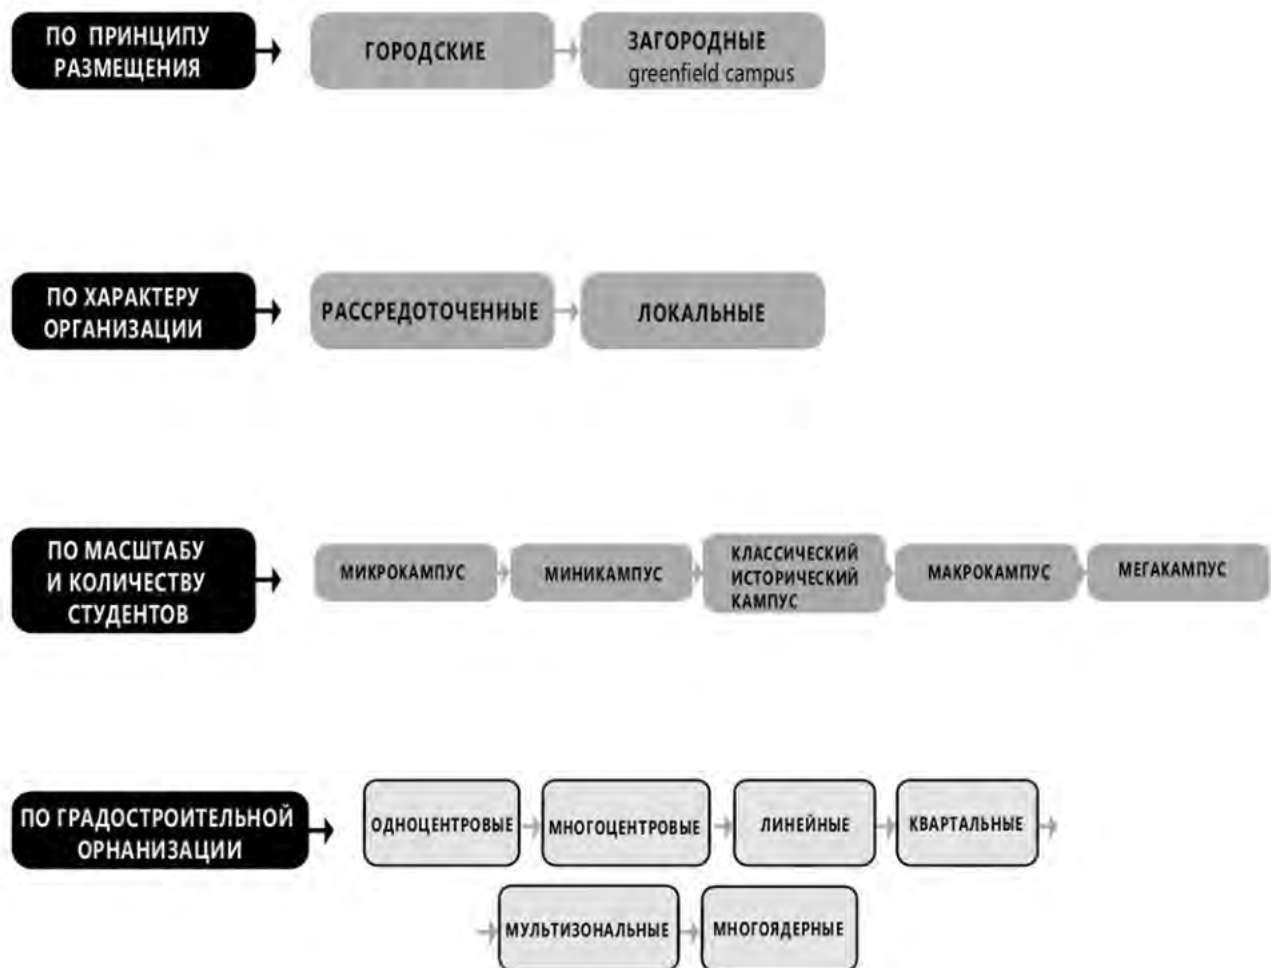 ПО ПРИНЦИПУ
РАЗМЕЩЕНИЯ
ГОРОДСКИЕ
ЗАГОРОДНЫЕ
greenfield campus
ПО ХАРАКТЕРУ
ОРГАНИЗАЦИИ
РАССРЕДОТОЧЕННЫЕ
ЛОКАЛЬНЫЕ
ПО МАСШТАБУ
И КОЛИЧЕСТВУ
СТУДЕНТОВ
МИКРОКАМПУС
МИНИКАМПУС
КЛАССИЧЕСКИЙ
ИСТОРИЧЕСКИЙ
КАМПУС
МАКРОКАМПУС
МЕГАКАМПУС
ПО ГРАДОСТРОИТЕЛЬНОЙ
ОРНАНИЗАЦИИ
ОДНОЦЕНТРОВЫЕ
МНОГОЦЕНТРОВЫЕ
ЛИНЕЙНЫЕ
КВАРТАЛЬНЫЕ
МУЛЬТИЗОНАЛЬНЫЕ
МНОГОЯДЕРНЫЕ